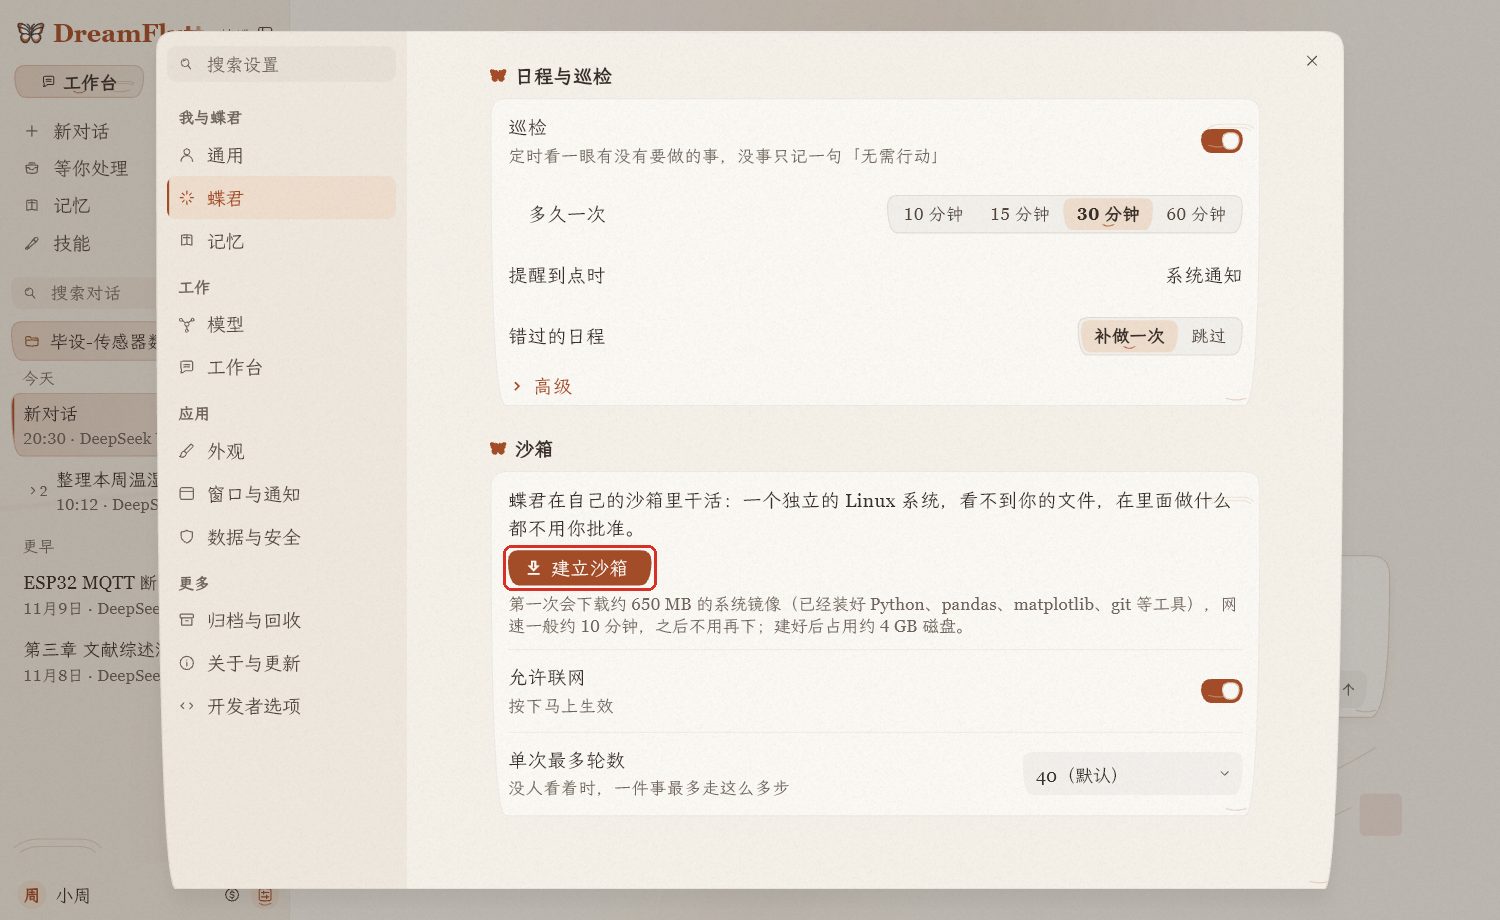 DreamFl
工作台
新对话
等你处理
记忆
技能
搜索对话
毕设-传感器数
今天
新对话
20:30 · DeepSeek
2
整理本周温湿
10:12 · DeepS
更早
ESP32 MQTT 断
11月9日 · DeepSee
第三章 文献综述
11月8日 · DeepSee
周
小周
搜索设置
我与蝶君
通用
蝶君
记忆
工作
模型
工作台
应用
外观
窗口与通知
数据与安全
更多
归档与回收
关于与更新
开发者选项
日程与巡检
巡检
定时看一眼有没有要做的事，没事只记一句「无需行动」
多久一次
10 分钟 15 分钟 30 分钟 60 分钟
提醒到点时
系统通知
错过的日程
补做一次 跳过
高级
沙箱
蝶君在自己的沙箱里干活：一个独立的 Linux 系统，看不到你的文件，在里面做什么
都不用你批准。
建立沙箱
第一次会下载约 650 MB 的系统镜像（已经装好 Python、pandas、matplotlib、git 等工具），网
速一般约 10 分钟，之后不用再下；建好后占用约 4 GB 磁盘。
允许联网
按下马上生效
单次最多轮数
没人看着时，一件事最多走这么多步
40（默认）